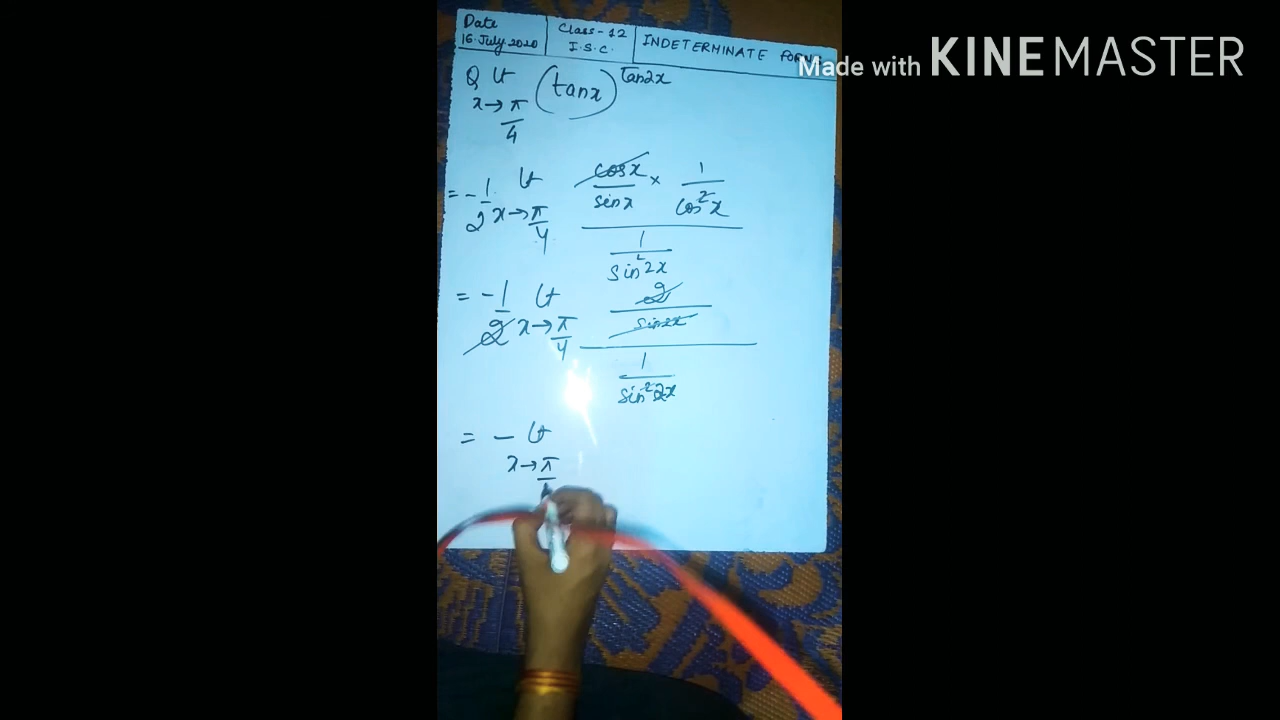 Date
16 July 2020
Class-12
I.S.C.
INDETERMINATE FORMS
Made with KINEMASTER
Q Lt x→π/4 (tanx)^tan2x
= -1/2 Lt x→π/4 cosx/sinx × 1/cos²x
1/sin²2x
= -1/2 Lt x→π/4 2/sin2x
1/sin²2x
= - Lt
x→π